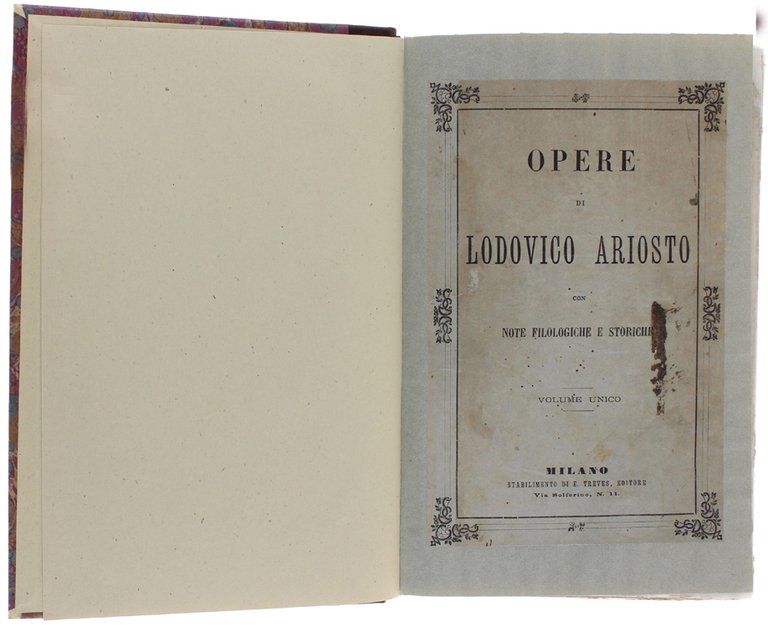 OPERE
DI
LODOVICO ARIOSTO
CON
NOTE FILOLOGICHE E STORICHE
VOLUME UNICO
MILANO
STABILIMENTO DI E. TREVES, EDITORE
Via Solferino, N. 11.